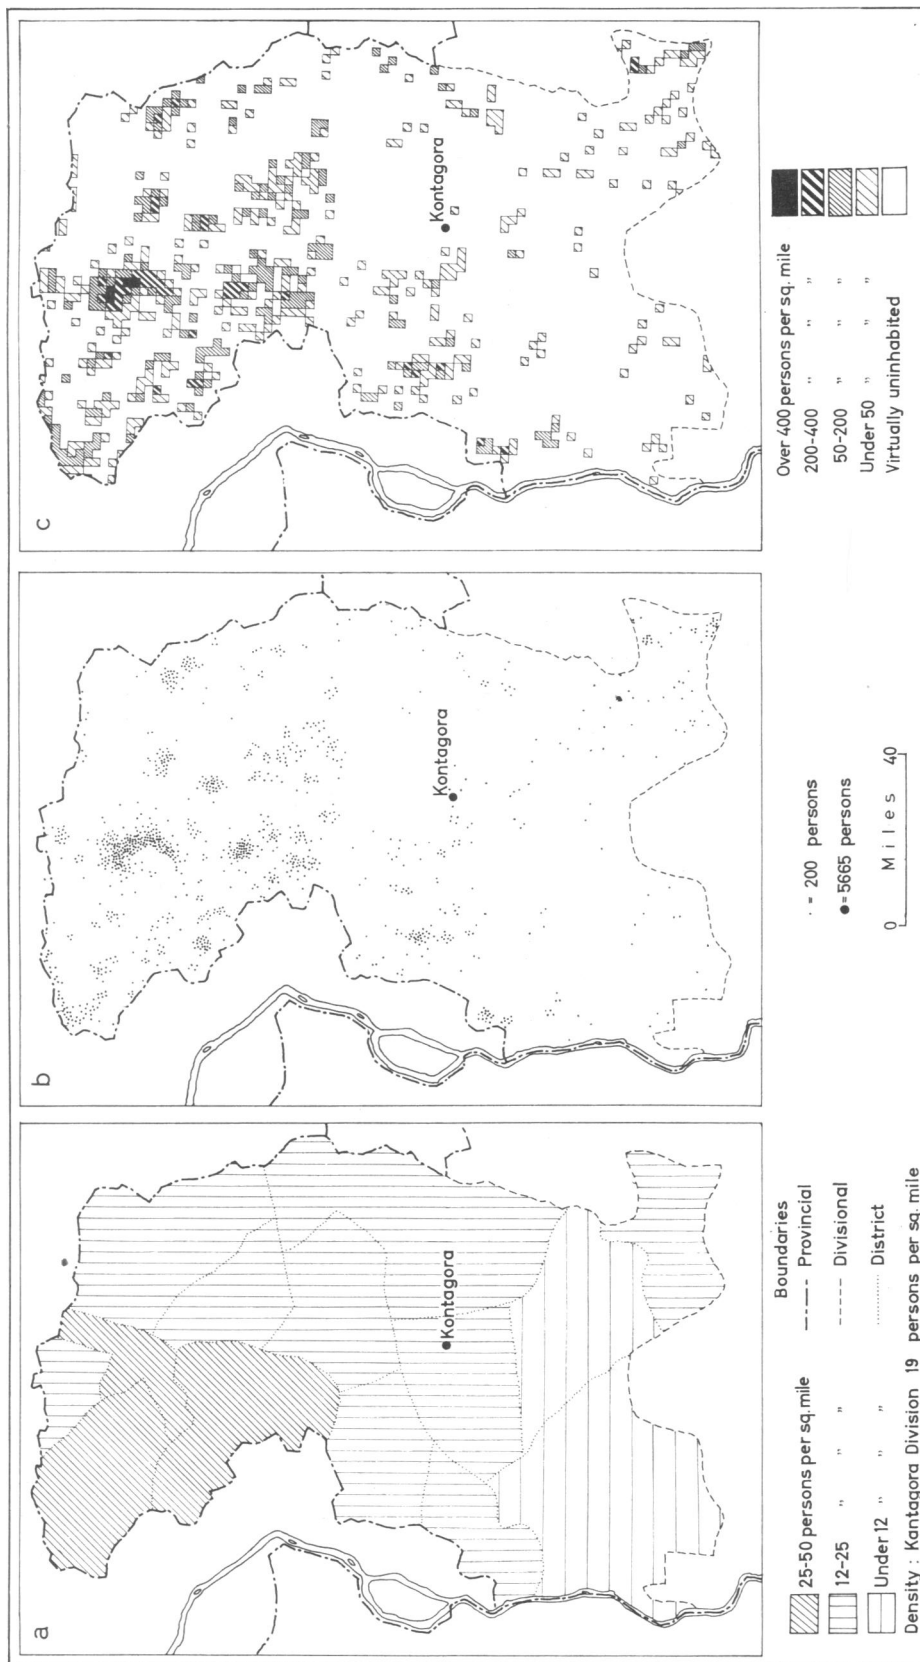 a
Kontagora
25-50 persons per sq. mile
12-25 " " "
Under 12 " " "
Boundaries
Provincial
Divisional
District
Density : Kantagora Division 19 persons per sq. mile
b
Kontagora
· = 200 persons
● = 5665 persons
0 40
Miles
c
Kontagora
Over 400 persons per sq. mile
200-400 " " "
50-200 " " "
Under 50 " " "
Virtually uninhabited